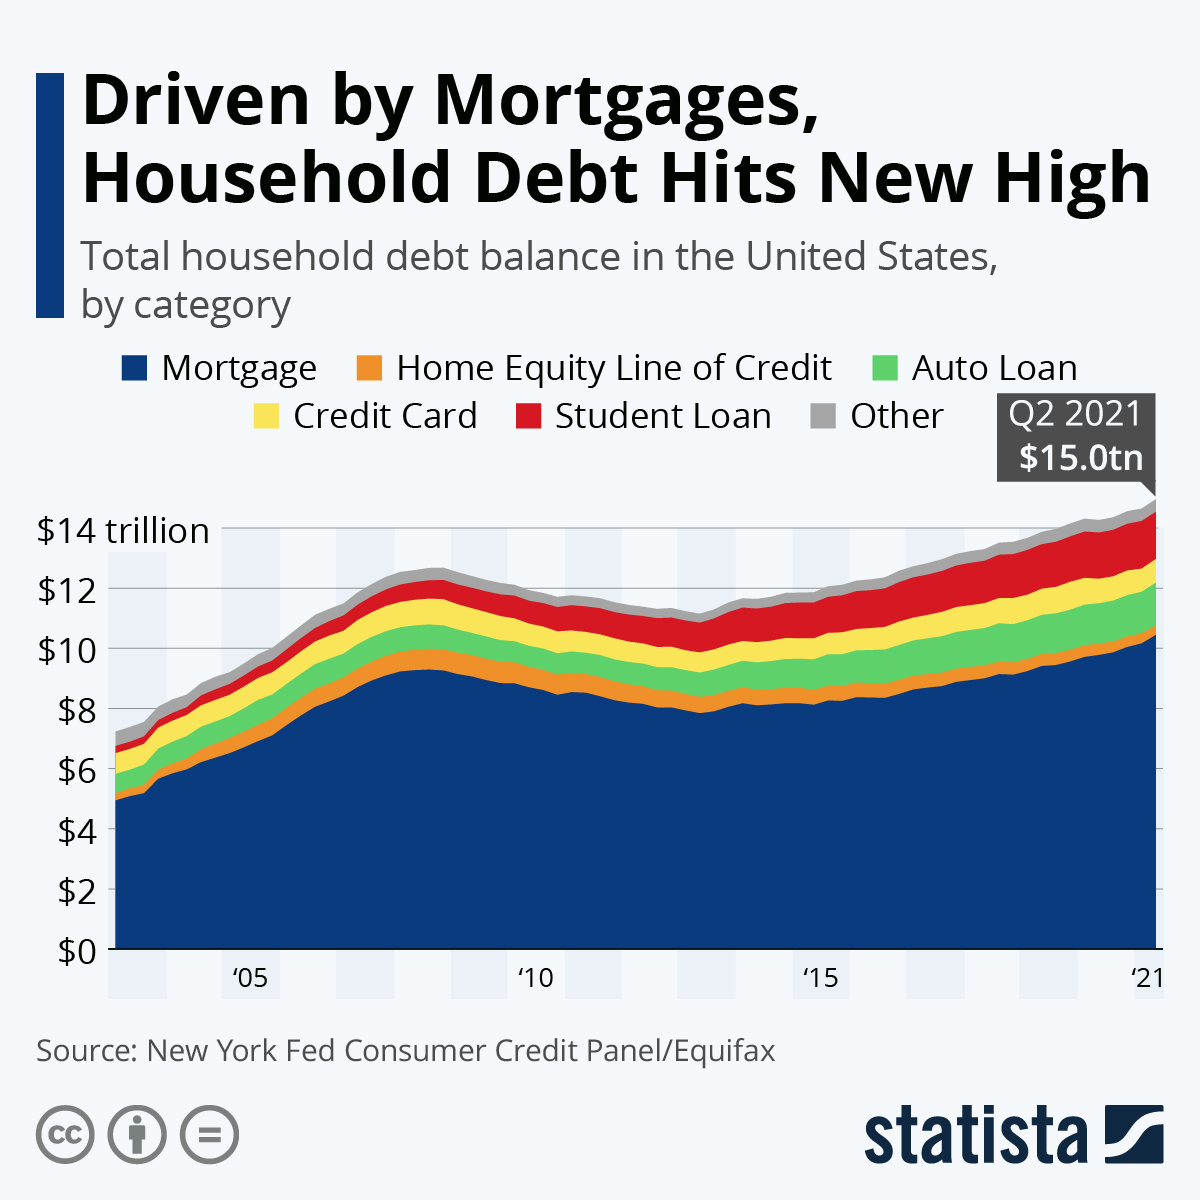 Driven by Mortgages,
Household Debt Hits New High
Total household debt balance in the United States,
by category
Mortgage Home Equity Line of Credit Auto Loan
Credit Card Student Loan Other
Q2 2021
$15.0tn
$14 trillion
$12
$10
$8
$6
$4
$2
$0
‘05 ‘10 ‘15 ‘21
Source: New York Fed Consumer Credit Panel/Equifax
cc
statista